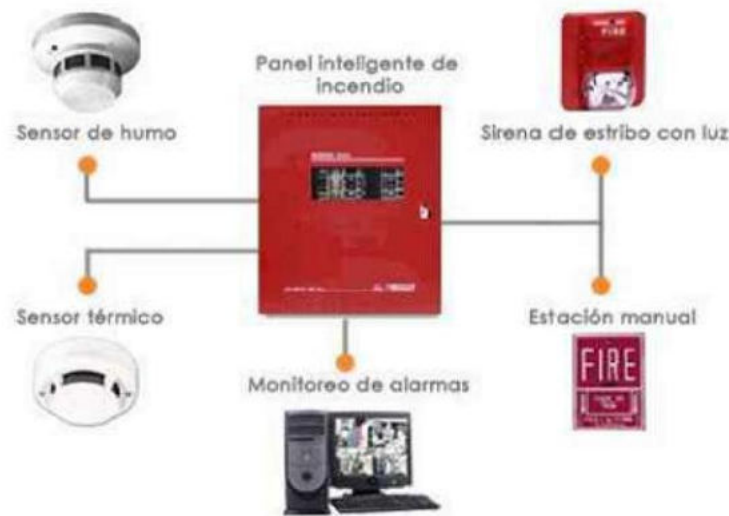 Panel inteligente de
incendio
FIRE
Sensor de humo
Sirena de estribo con luz
Sensor térmico
Estación manual
FIRE
Monitoreo de alarmas